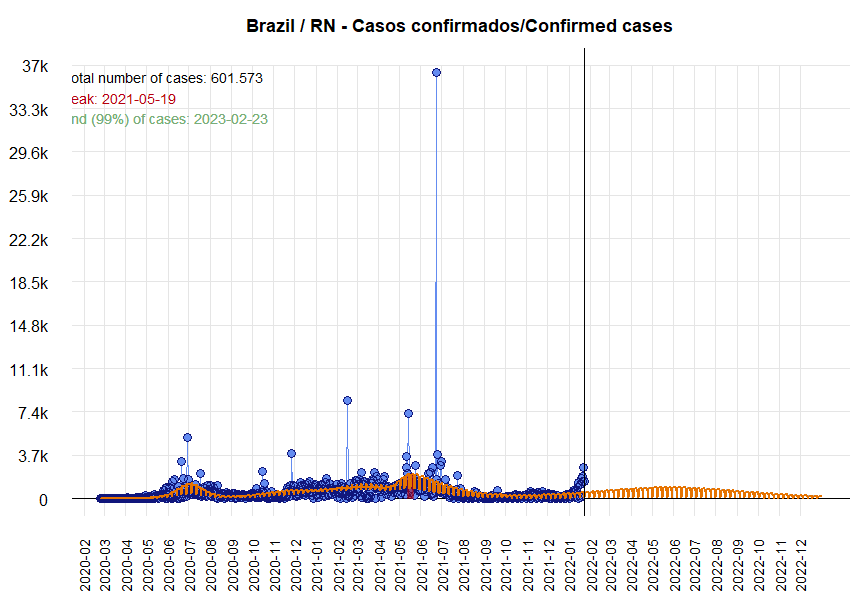 Brazil / RN - Casos confirmados/Confirmed cases
37k
otal number of cases: 601.573
eak: 2021-05-19
33.3k
nd (99%) of cases: 2023-02-23
29.6k
25.9k
22.2k
18.5k
14.8k
11.1k
7.4k
3.7k
0
2020-02
2020-03
2020-04
2020-05
2020-06
2020-07
2020-08
2020-09
2020-10
2020-11
2020-12
2021-01
2021-02
2021-03
2021-04
2021-05
2021-06
2021-07
2021-08
2021-09
2021-10
2021-11
2021-12
2022-01
2022-02
2022-03
2022-04
2022-05
2022-06
2022-07
2022-08
2022-09
2022-10
2022-11
2022-12